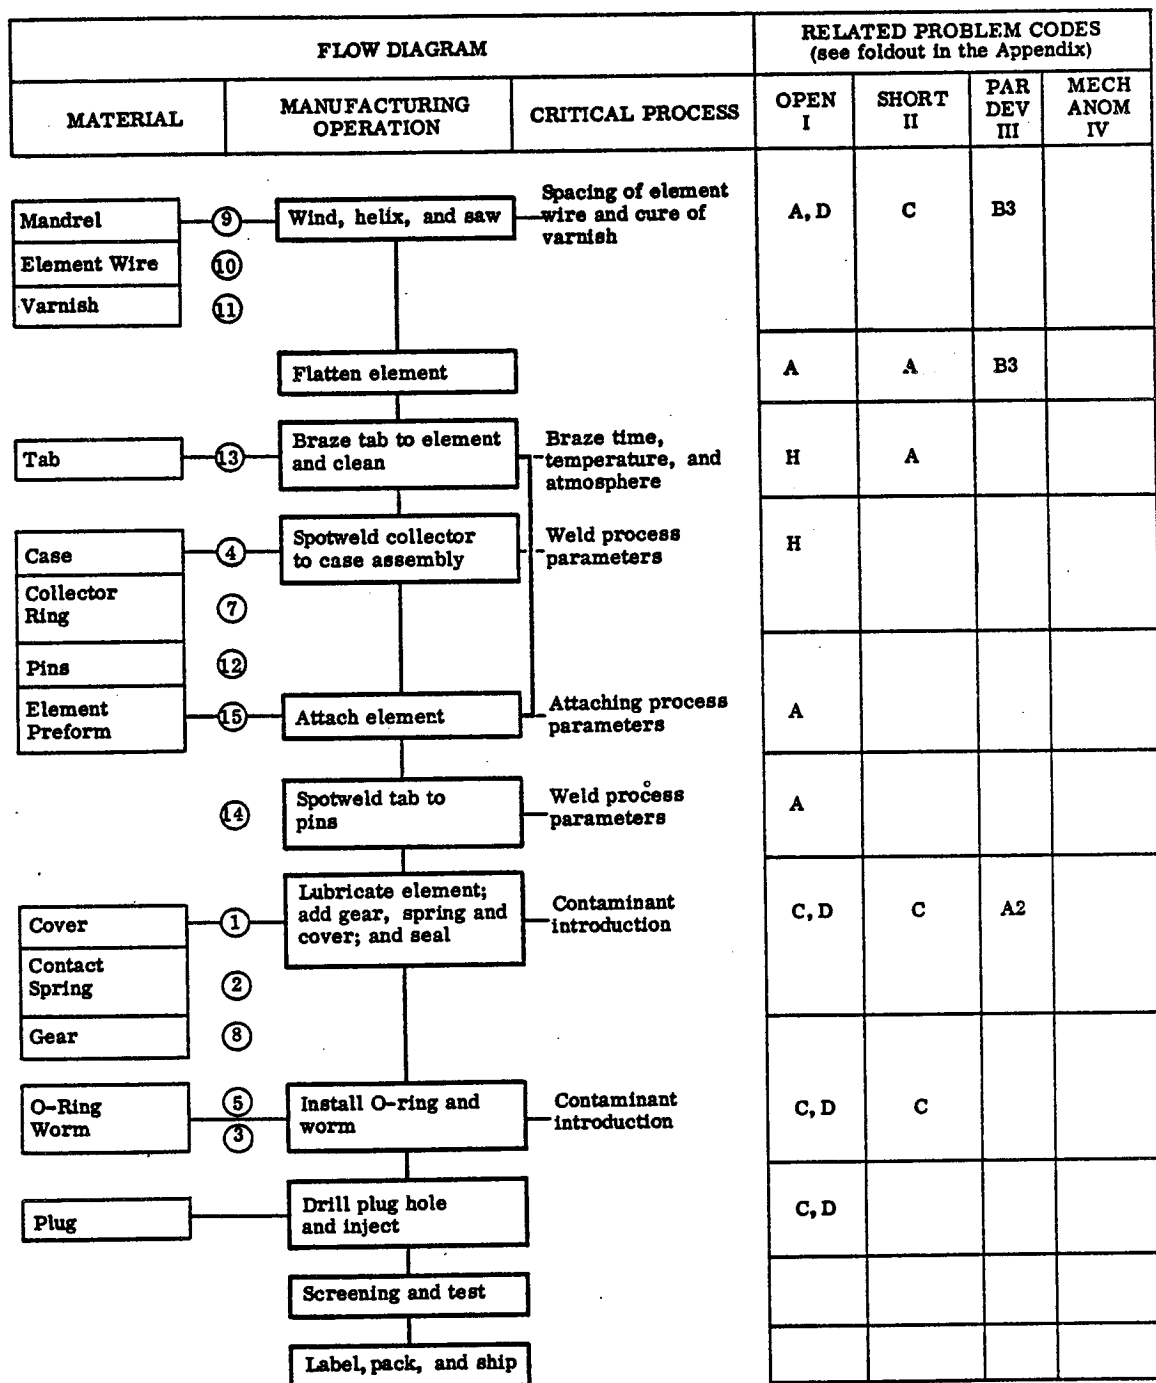 FLOW DIAGRAM
RELATED PROBLEM CODES
(see foldout in the Appendix)
MATERIAL
MANUFACTURING
OPERATION
CRITICAL PROCESS
OPEN
I
SHORT
II
PAR
DEV
III
MECH
ANOM
IV
Mandrel
9
Wind, helix, and saw
Spacing of element
wire and cure of
varnish
A, D
C
B3
Element Wire
10
Varnish
11
Flatten element
A
A
B3
Tab
13
Braze tab to element
and clean
Braze time,
temperature, and
atmosphere
H
A
Case
4
Spotweld collector
to case assembly
Weld process
parameters
H
Collector
Ring
7
Pins
12
Element
Preform
15
Attach element
Attaching process
parameters
A
14
Spotweld tab to
pins
Weld process
parameters
A
Cover
1
Lubricate element;
add gear, spring and
cover; and seal
Contaminant
introduction
C, D
C
A2
Contact
Spring
2
Gear
8
O-Ring
Worm
5
3
Install O-ring and
worm
Contaminant
introduction
C, D
C
Plug
Drill plug hole
and inject
C, D
Screening and test
Label, pack, and ship